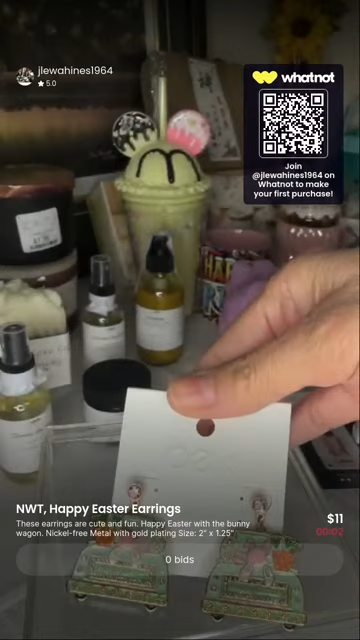 jlewahines1964
★ 5.0
whatnot
Join
@jlewahines1964 on
Whatnot to make
your first purchase!
NWT, Happy Easter Earrings
$11
These earrings are cute and fun. Happy Easter with the bunny
wagon. Nickel-free Metal with gold plating Size: 2" x 1.25"
00:02
0 bids